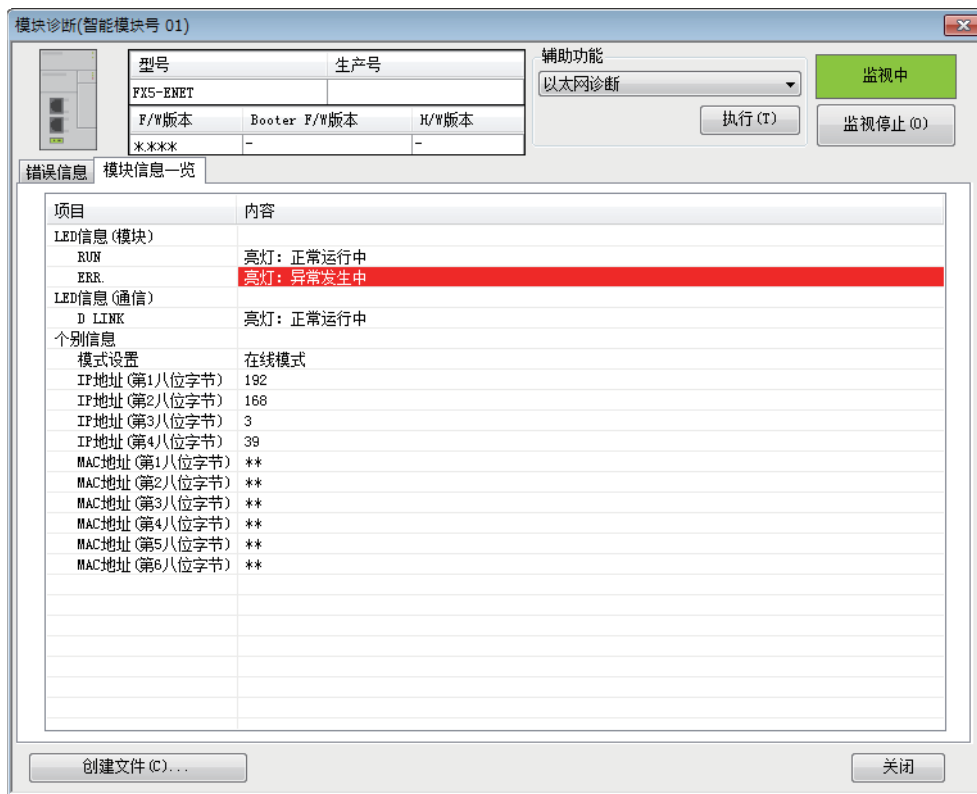 模块诊断(智能模块号 01)
型号 生产号
FX5-ENET
F/W版本 Booter F/W版本 H/W版本
*.*** - -
辅助功能
以太网诊断
执行(T)
监视中
监视停止(O)
错误信息 模块信息一览
项目 内容
LED信息(模块)
RUN 亮灯: 正常运行中
ERR. 亮灯: 异常发生中
LED信息(通信)
D LINK 亮灯: 正常运行中
个别信息
模式设置 在线模式
IP地址(第1八位字节) 192
IP地址(第2八位字节) 168
IP地址(第3八位字节) 3
IP地址(第4八位字节) 39
MAC地址(第1八位字节) **
MAC地址(第2八位字节) **
MAC地址(第3八位字节) **
MAC地址(第4八位字节) **
MAC地址(第5八位字节) **
MAC地址(第6八位字节) **
创建文件(C)... 关闭